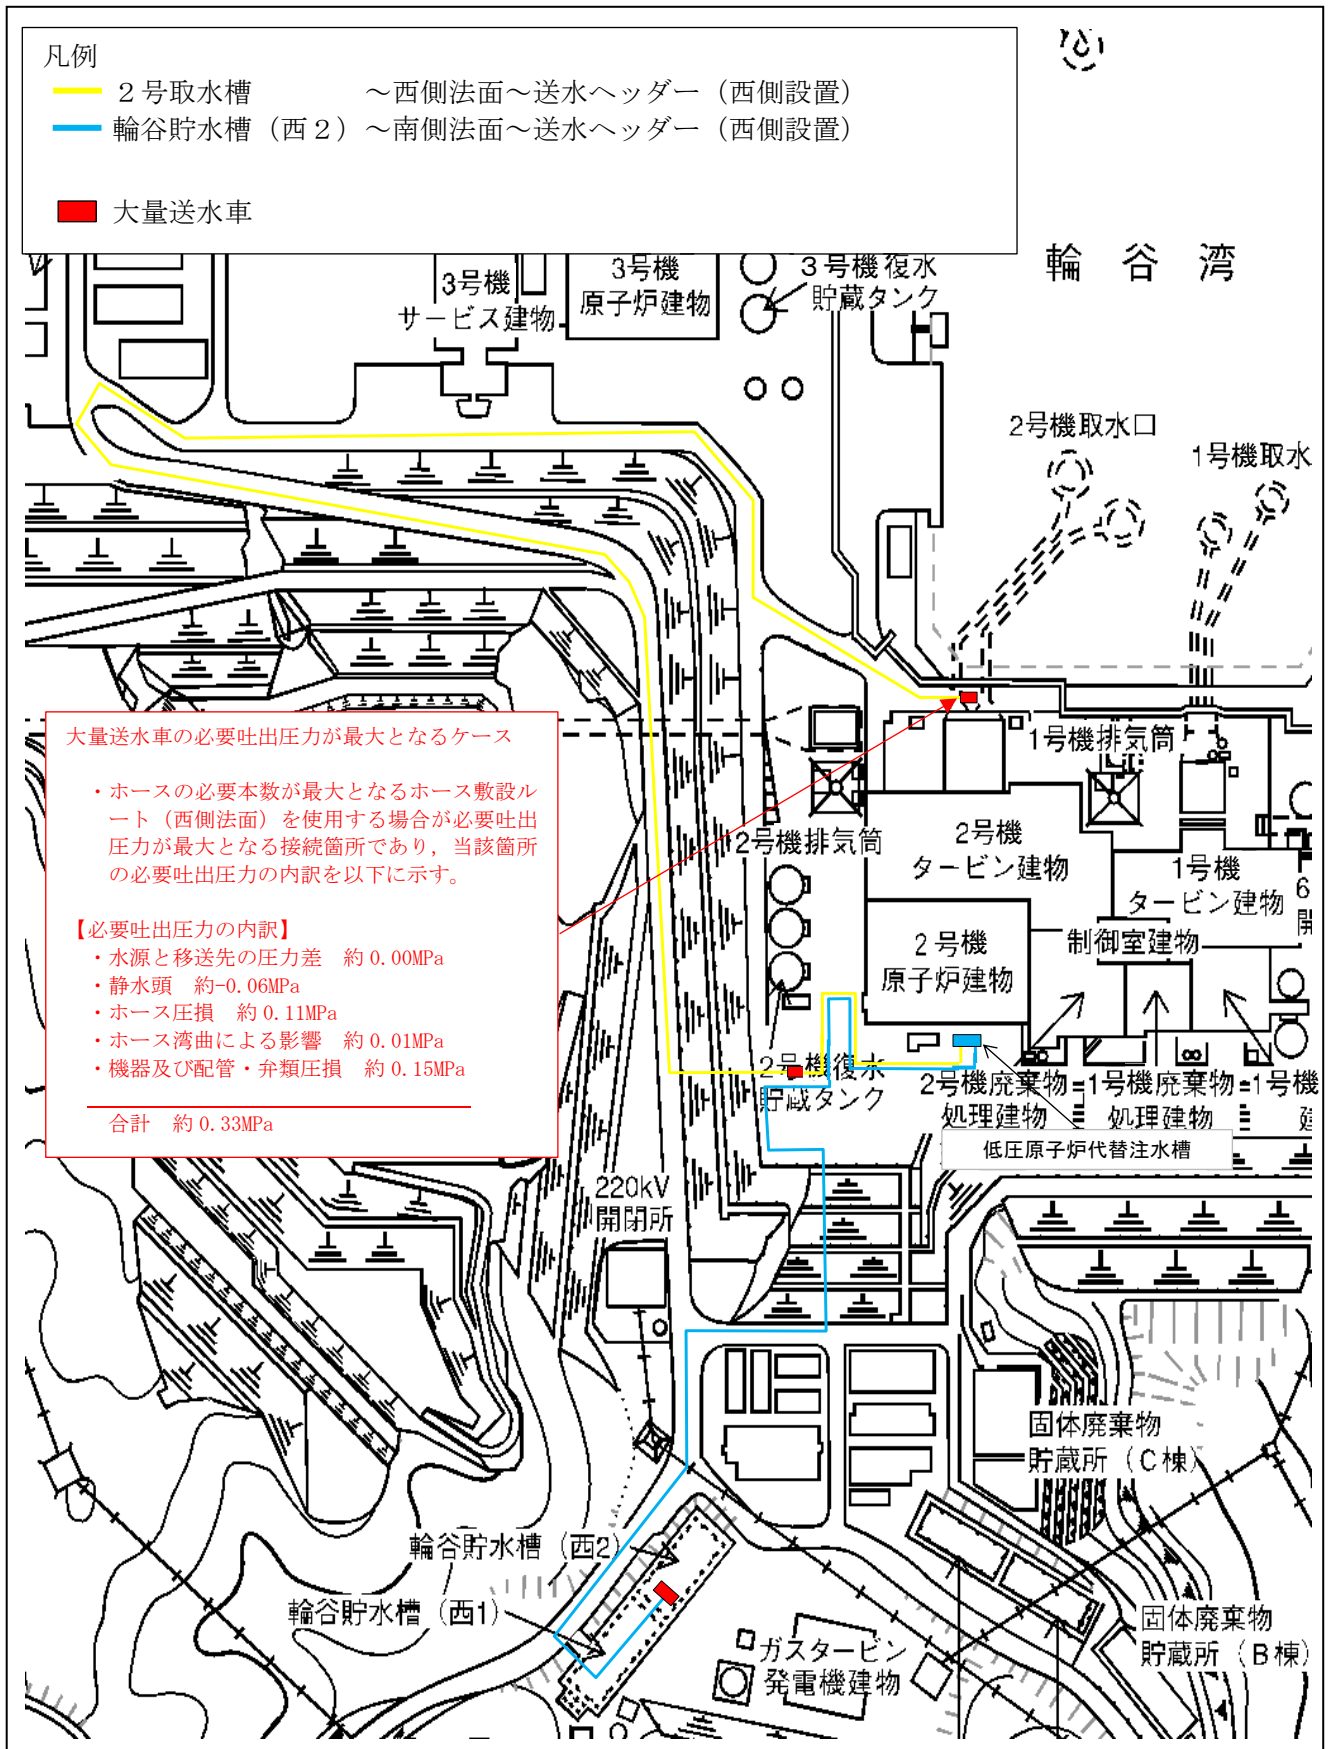 凡例
２号取水槽　　　　～西側法面～送水ヘッダー（西側設置）
輪谷貯水槽（西２）～南側法面～送水ヘッダー（西側設置）
大量送水車
輪谷湾
3号機
サービス建物
3号機
原子炉建物
3号機復水
貯蔵タンク
2号機取水口
1号機取水
大量送水車の必要吐出圧力が最大となるケース
・ホースの必要本数が最大となるホース敷設ル
ート（西側法面）を使用する場合が必要吐出
圧力が最大となる接続箇所であり，当該箇所
の必要吐出圧力の内訳を以下に示す。
【必要吐出圧力の内訳】
・水源と移送先の圧力差　約0.00MPa
・静水頭　約-0.06MPa
・ホース圧損　約0.11MPa
・ホース湾曲による影響　約0.01MPa
・機器及び配管・弁類圧損　約0.15MPa
合計　約0.33MPa
1号機排気筒
2号機排気筒
2号機
タービン建物
1号機
タービン建物
6
開
制御室建物
2号機
原子炉建物
2号機復水
貯蔵タンク
2号機廃棄物
処理建物
1号機廃棄物
処理建物
1号機
建
低圧原子炉代替注水槽
220kV
開閉所
固体廃棄物
貯蔵所（C棟）
輪谷貯水槽（西2）
輪谷貯水槽（西1）
ガスタービン
発電機建物
固体廃棄物
貯蔵所（B棟）